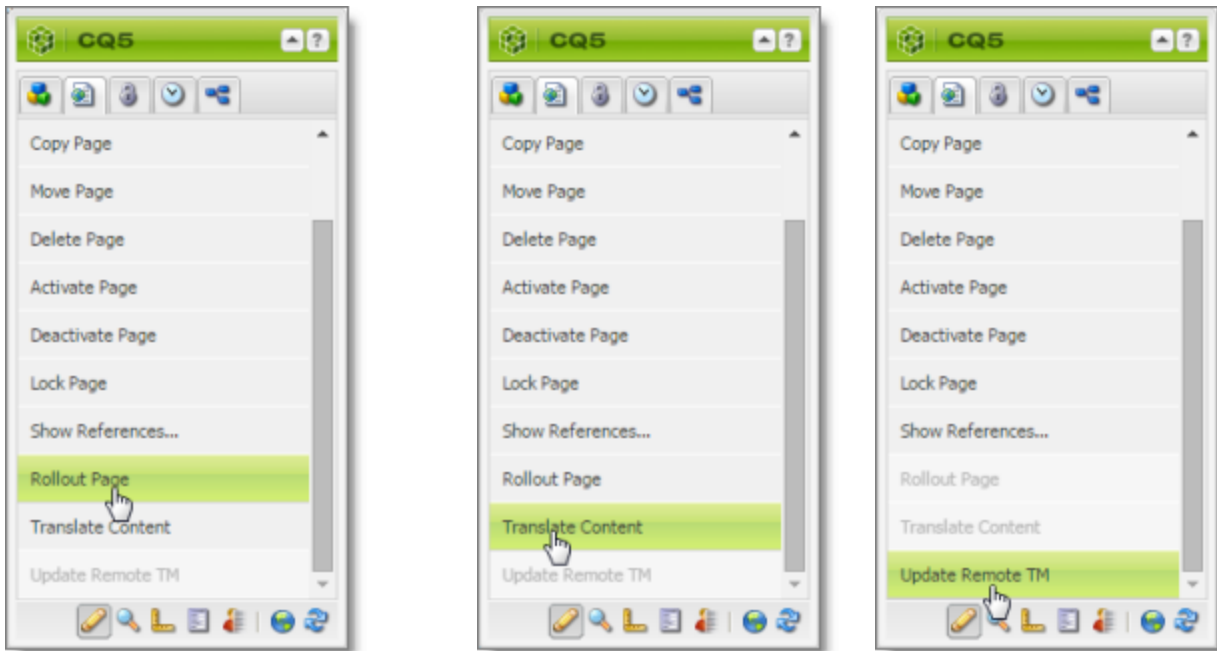 CQ5 ?
Copy Page
Move Page
Delete Page
Activate Page
Deactivate Page
Lock Page
Show References...
Rollout Page
Translate Content
Update Remote TM
CQ5 ?
Copy Page
Move Page
Delete Page
Activate Page
Deactivate Page
Lock Page
Show References...
Rollout Page
Translate Content
Update Remote TM
CQ5 ?
Copy Page
Move Page
Delete Page
Activate Page
Deactivate Page
Lock Page
Show References...
Rollout Page
Translate Content
Update Remote TM